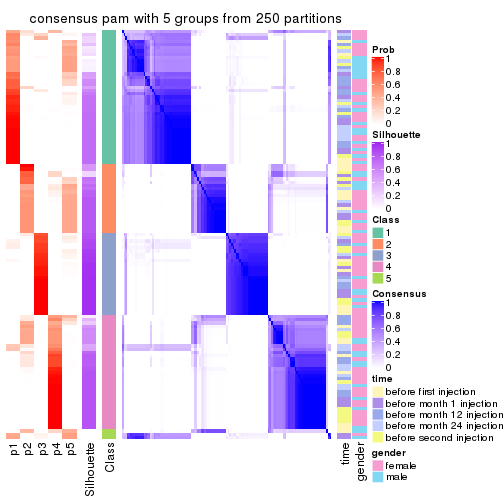 consensus pam with 5 groups from 250 partitions
Prob
1
0.8
0.6
0.4
0.2
0
Silhouette
1
0.8
0.6
0.4
0.2
0
Class
1
2
3
4
5
Consensus
1
0.8
0.6
0.4
0.2
0
time
before first injection
before month 1 injection
before month 12 injection
before month 24 injection
before second injection
gender
female
male
p1
p2
p3
p4
p5
Silhouette
Class
time
gender